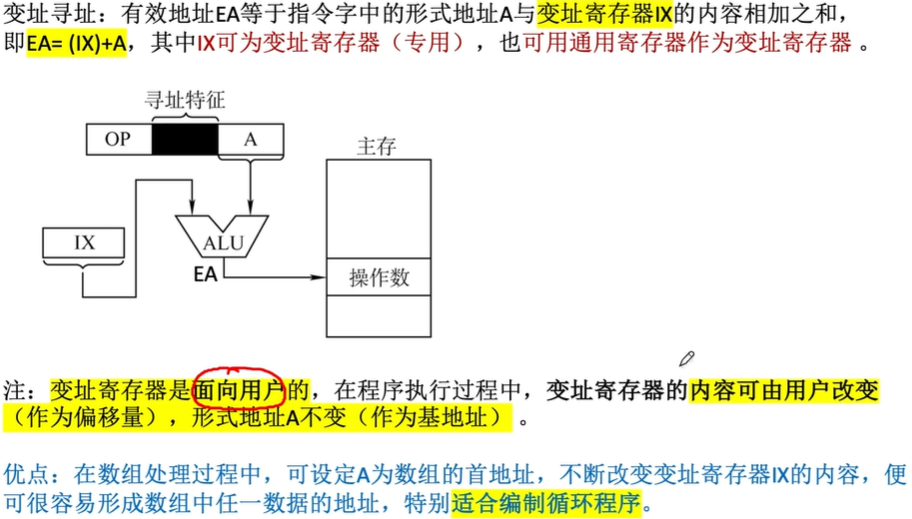 变址寻址：有效地址EA等于指令字中的形式地址A与变址寄存器IX的内容相加之和，
即EA= (IX)+A，其中IX可为变址寄存器（专用），也可用通用寄存器作为变址寄存器 。
寻址特征
OP
A
主存
IX
ALU
EA
操作数
注：变址寄存器是面向用户的，在程序执行过程中，变址寄存器的内容可由用户改变
（作为偏移量），形式地址A不变（作为基地址） 。
优点：在数组处理过程中，可设定A为数组的首地址，不断改变变址寄存器IX的内容，便
可很容易形成数组中任一数据的地址，特别适合编制循环程序。